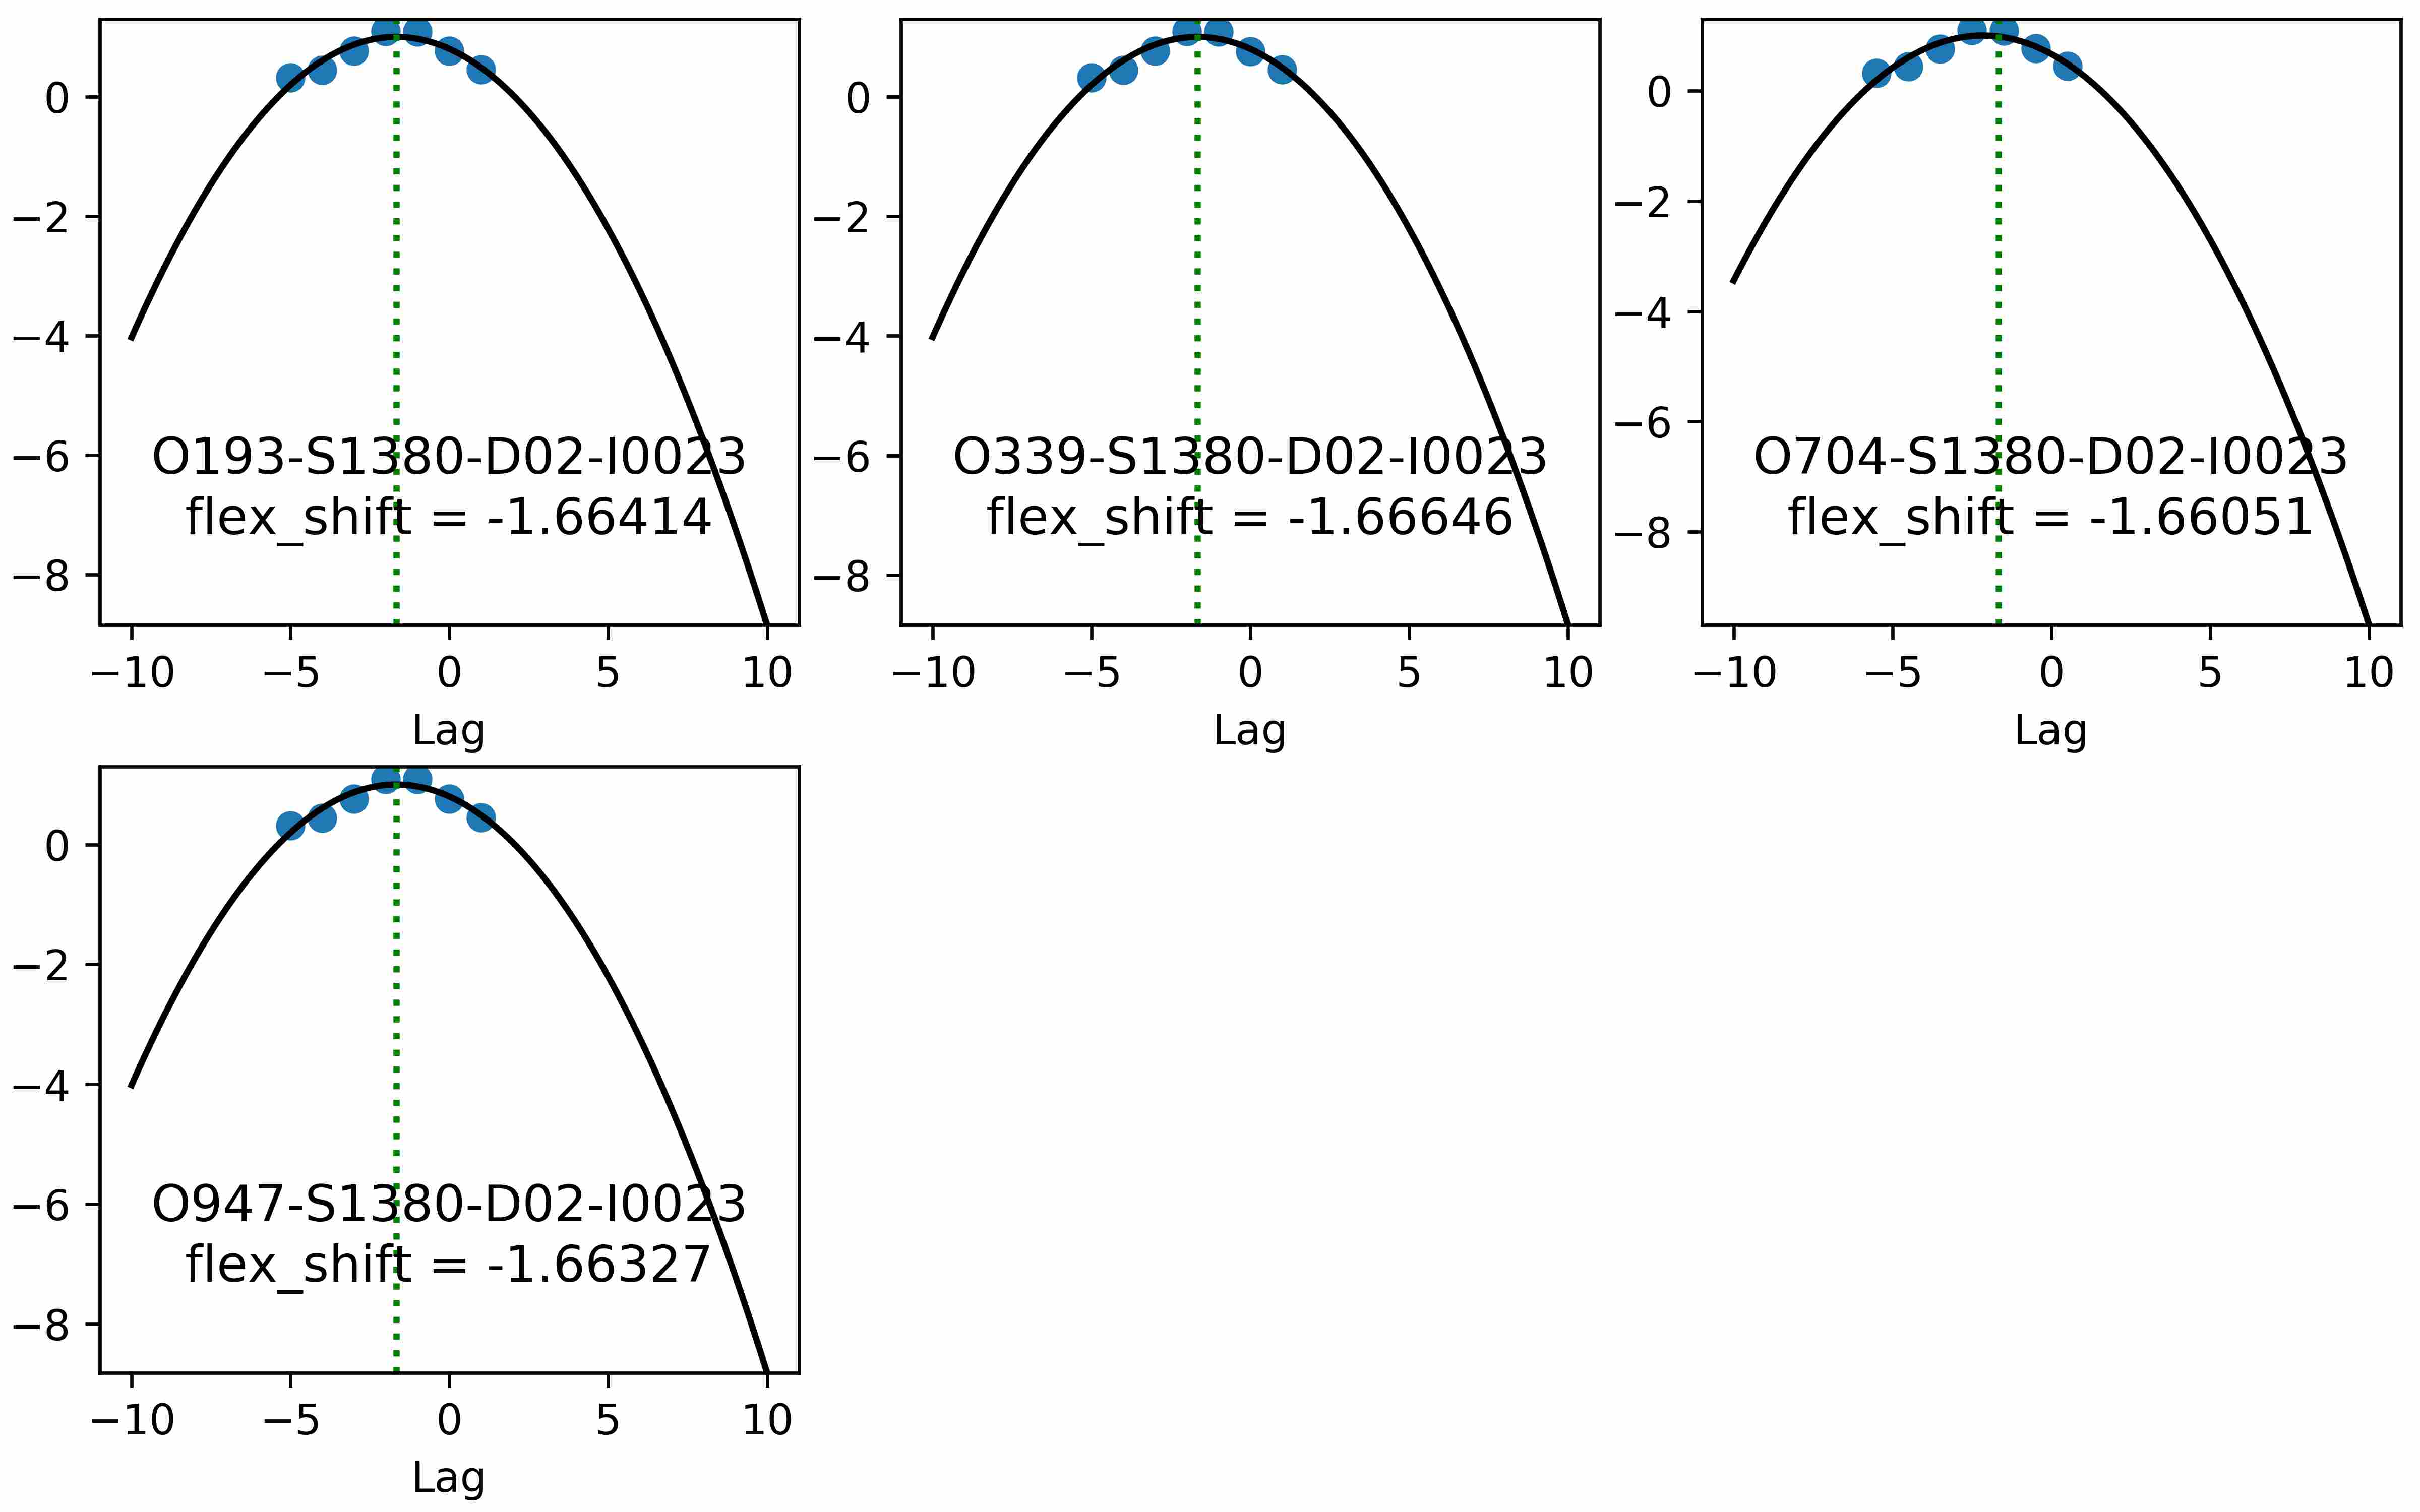 0
−2
−4
−6
−8
O193-S1380-D02-I0023
flex_shift = -1.66414
−10 −5 0 5 10
Lag
0
−2
−4
−6
−8
O339-S1380-D02-I0023
flex_shift = -1.66646
−10 −5 0 5 10
Lag
0
−2
−4
−6
−8
O704-S1380-D02-I0023
flex_shift = -1.66051
−10 −5 0 5 10
Lag
0
−2
−4
−6
−8
O947-S1380-D02-I0023
flex_shift = -1.66327
−10 −5 0 5 10
Lag